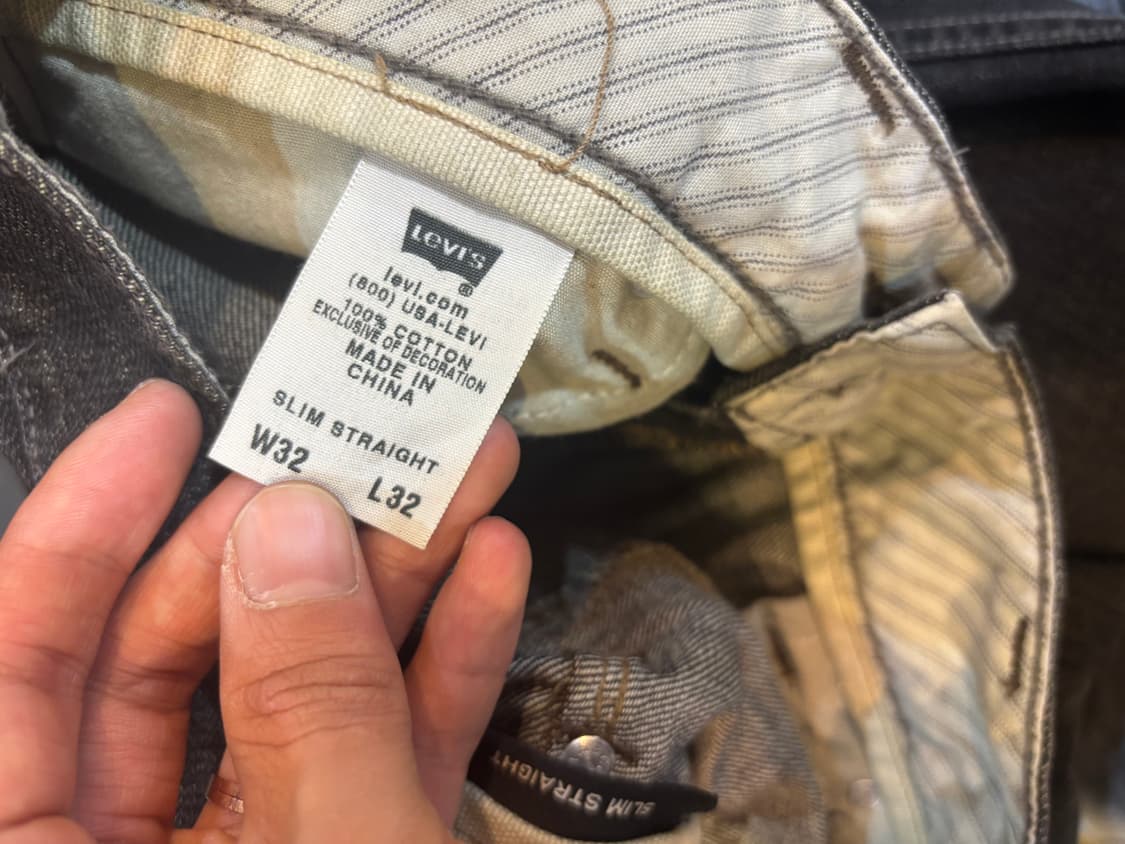 LEVI'S
®
levi.com
(800) USA-LEVI
100% COTTON
EXCLUSIVE OF DECORATION
MADE IN
CHINA
SLIM STRAIGHT
W32
L32
SLIM STRAIGHT